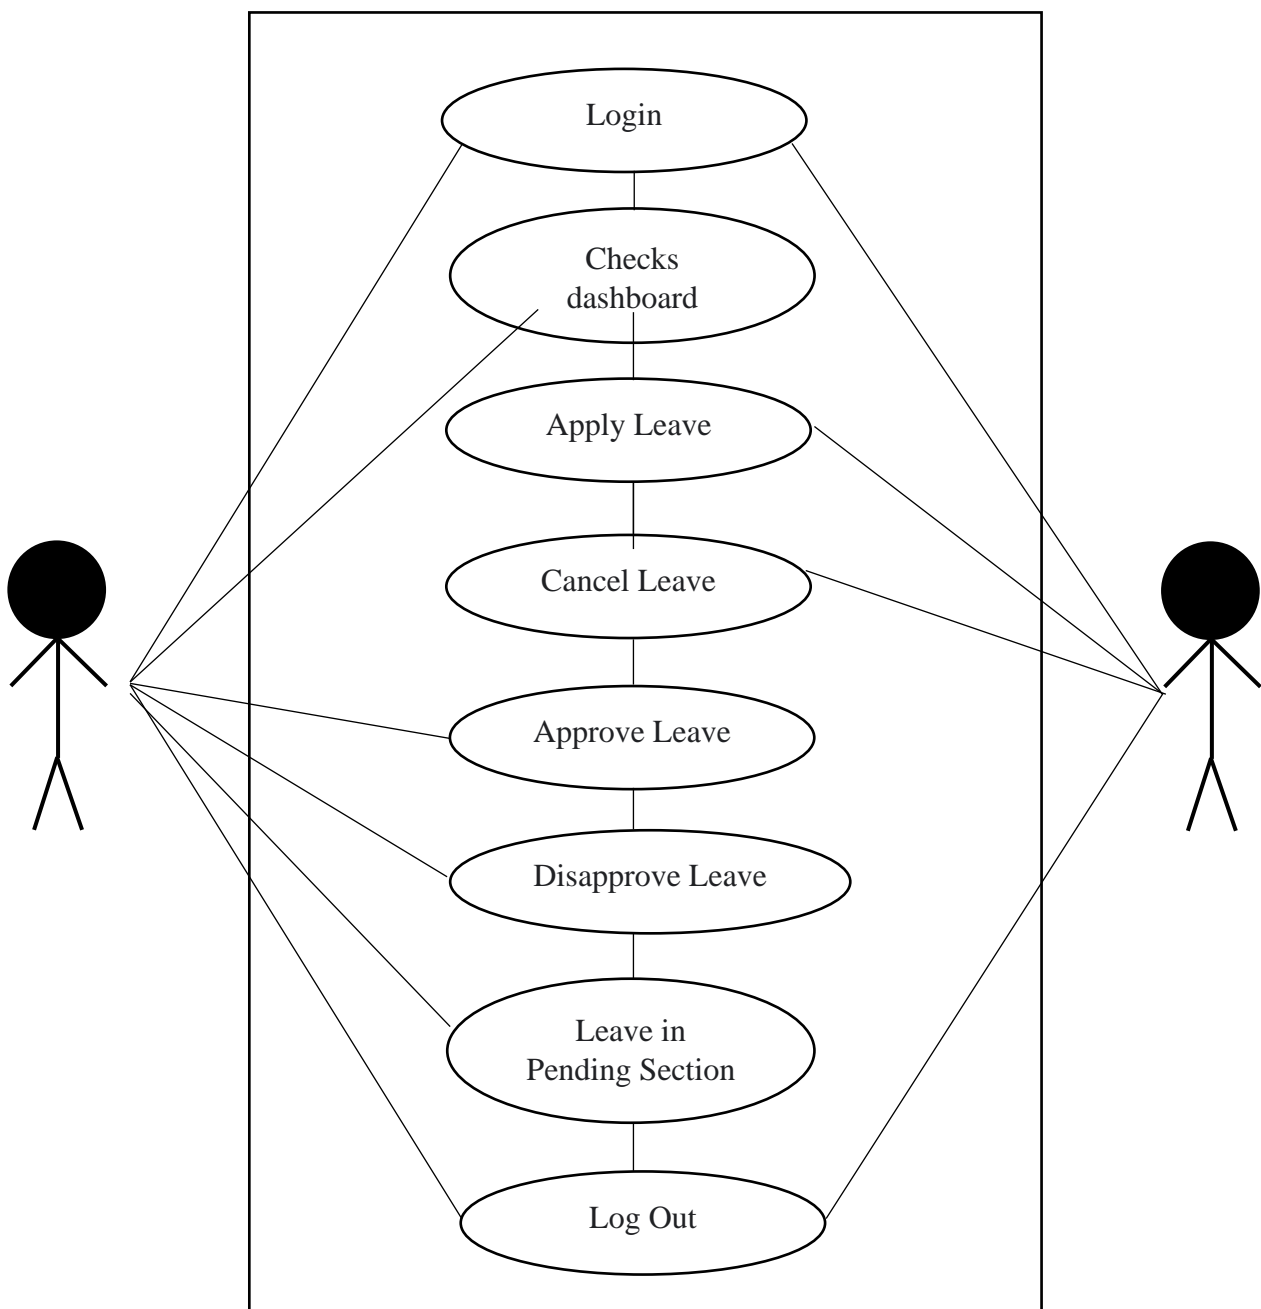 Login
Checks
dashboard
Apply Leave
Cancel Leave
Approve Leave
Disapprove Leave
Leave in
Pending Section
Log Out